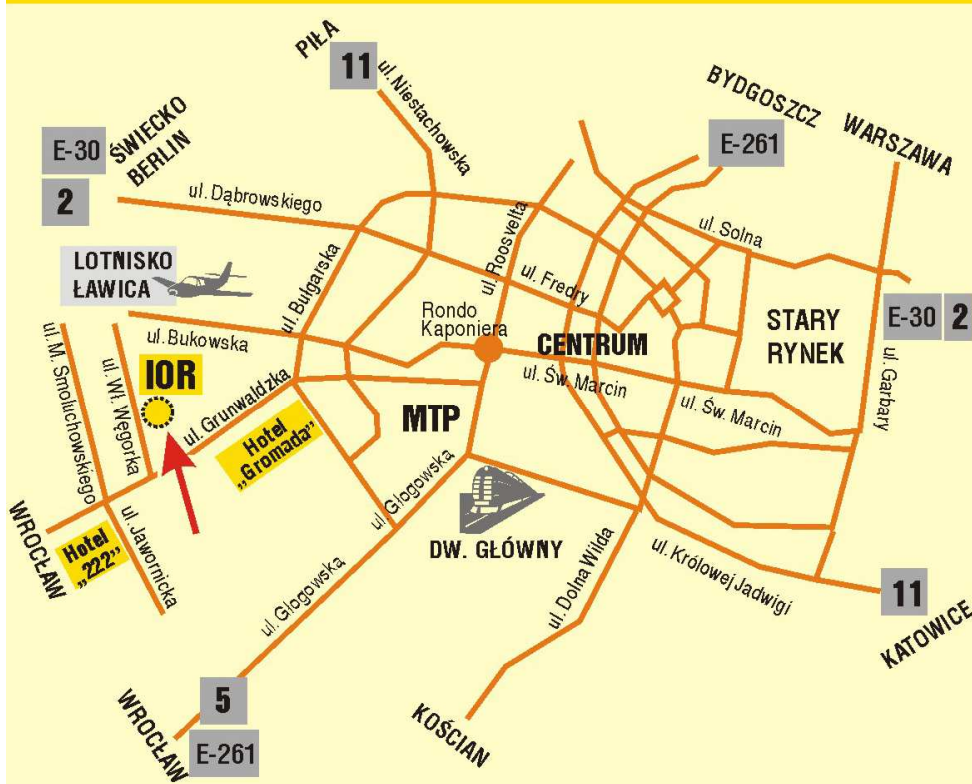 PIŁA
11
ul. Niestachowska
BYDGOSZCZ
WARSZAWA
E-261
E-30
ŚWIECKO
BERLIN
2
ul. Dąbrowskiego
ul. Roosvelta
ul. Solna
LOTNISKO
ŁAWICA
ul. Bułgarska
ul. Fredry
ul. Bukowska
Rondo
Kaponiera
CENTRUM
STARY
RYNEK
E-30
2
ul. Garbary
ul. M. Smoluchowskiego
ul. Wł. Węgorka
IOR
ul. Grunwaldzka
ul. Św. Marcin
ul. Św. Marcin
Hotel
„Gromada”
MTP
ul. Głogowska
DW. GŁÓWNY
WROCŁAW
Hotel
„222”
ul. Jawornicka
ul. Głogowska
ul. Dolna Wilda
ul. Królowej Jadwigi
11
KATOWICE
5
WROCŁAW
E-261
KOŚCIAN